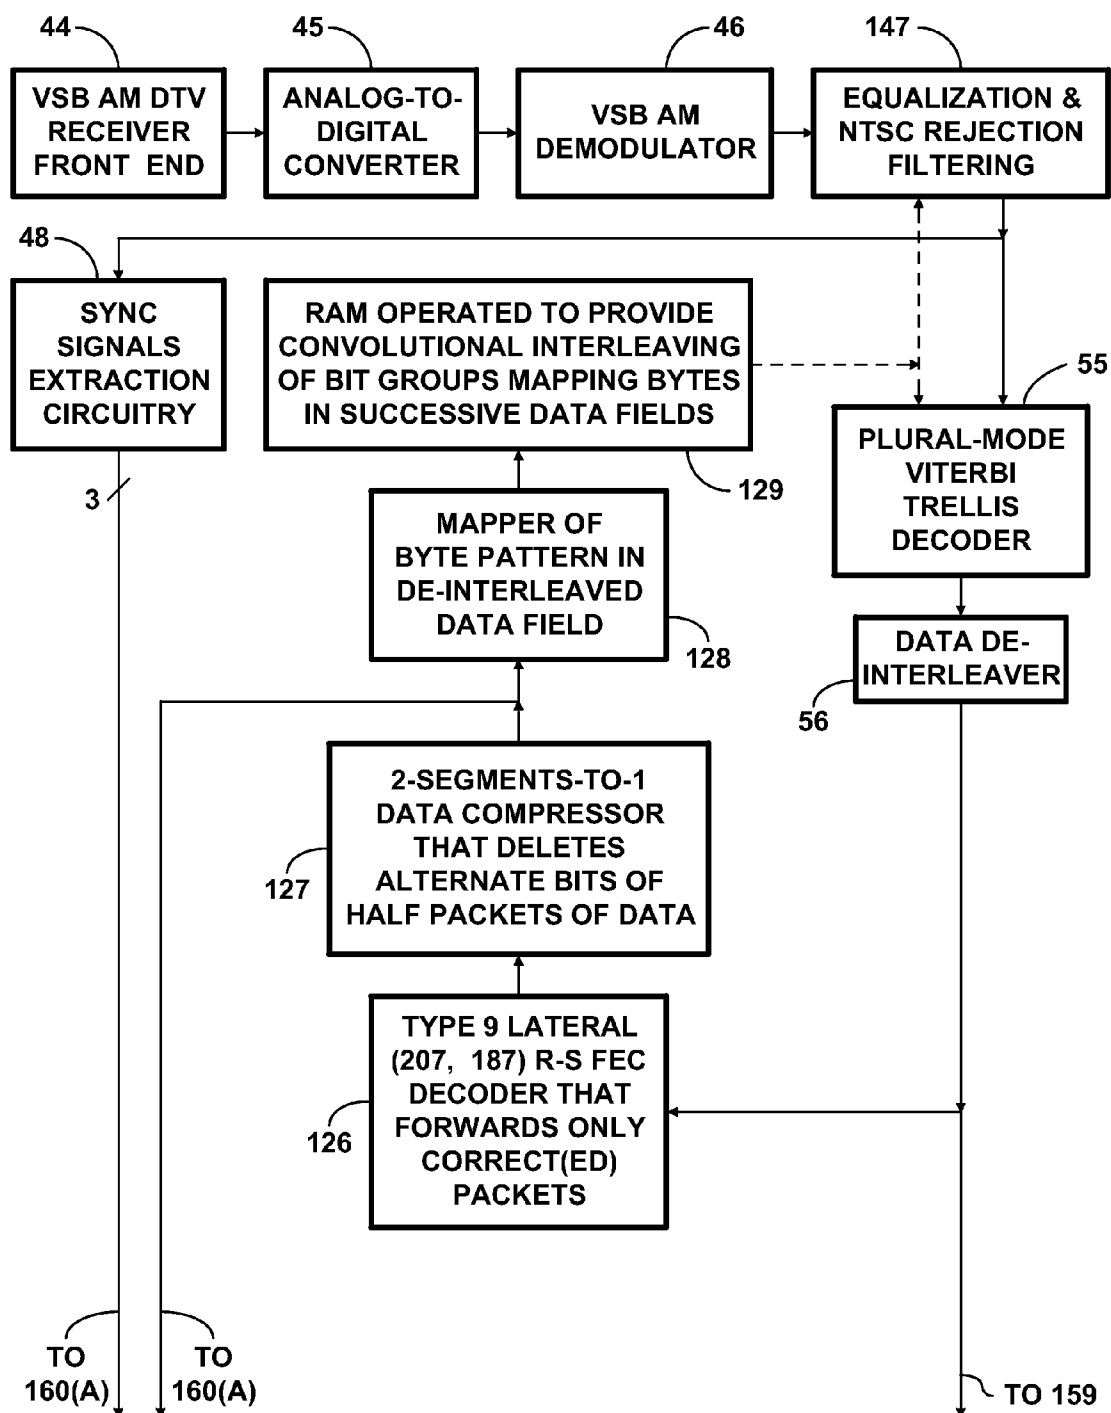 44
45
46
147
VSB AM DTV
RECEIVER
FRONT END
ANALOG-TO-
DIGITAL
CONVERTER
VSB AM
DEMODULATOR
EQUALIZATION &
NTSC REJECTION
FILTERING
48
SYNC
SIGNALS
EXTRACTION
CIRCUITRY
RAM OPERATED TO PROVIDE
CONVOLUTIONAL INTERLEAVING
OF BIT GROUPS MAPPING BYTES
IN SUCCESSIVE DATA FIELDS
55
PLURAL-MODE
VITERBI
TRELLIS
DECODER
3
129
MAPPER OF
BYTE PATTERN IN
DE-INTERLEAVED
DATA FIELD
128
DATA DE-
INTERLEAVER
56
2-SEGMENTS-TO-1
DATA COMPRESSOR
THAT DELETES
ALTERNATE BITS OF
HALF PACKETS OF DATA
127
TYPE 9 LATERAL
(207, 187) R-S FEC
DECODER THAT
FORWARDS ONLY
CORRECT(ED)
PACKETS
126
TO
160(A)
TO
160(A)
TO 159